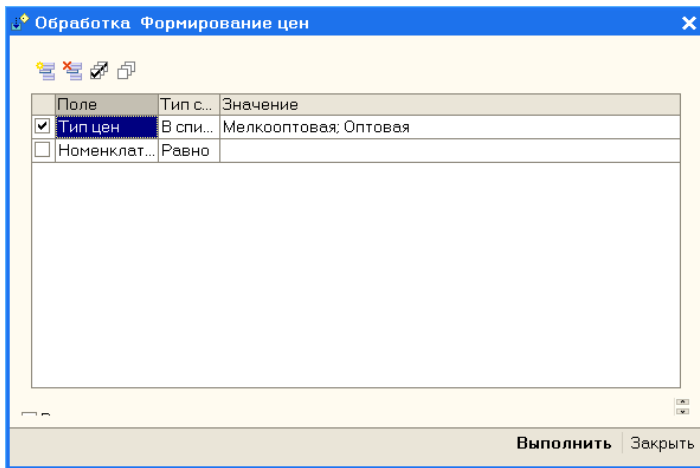 Обработка Формирование цен
Поле Тип с... Значение
Тип цен В спи... Мелкооптовая; Оптовая
Номенклат... Равно
Выполнить Закрыть